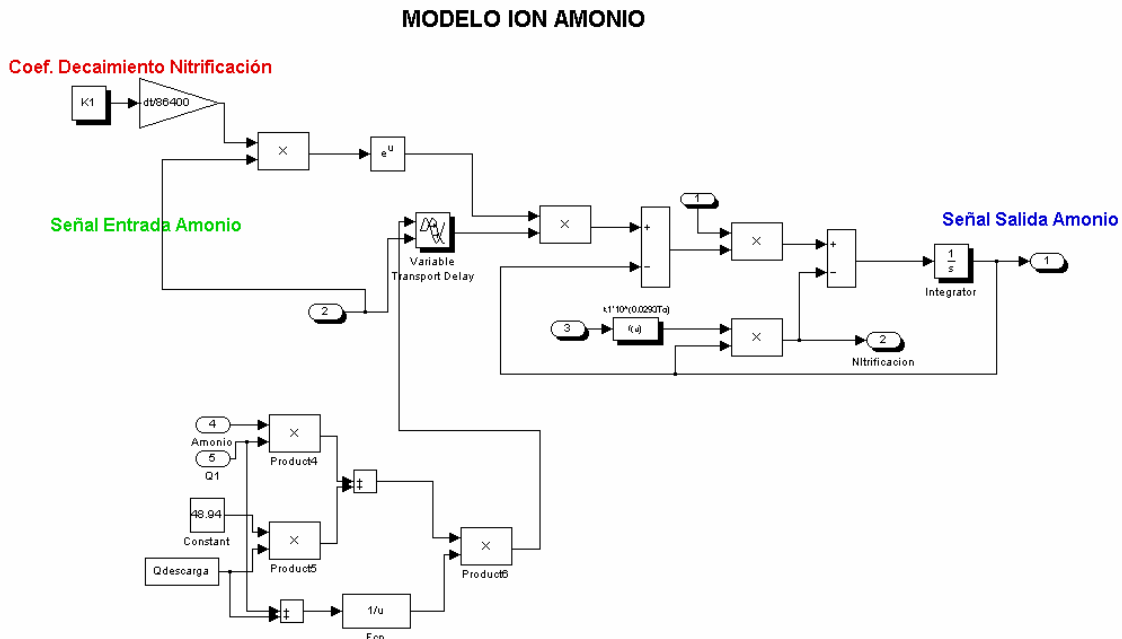 MODELO ION AMONIO
Coef. Decaimiento Nitrificación
K1
dt/86400
×
e^u
Señal Entrada Amonio
Variable
Transport Delay
2
×
+
−
1
×
+
−
1
s
Integrator
Señal Salida Amonio
1
3
f(u)
×
2
NItrificacion
4
Amonio
5
Q1
×
Product4
48.94
Constant
×
Product5
Qdescarga
+
+
+
+
1/u
Fcn
×
Product6